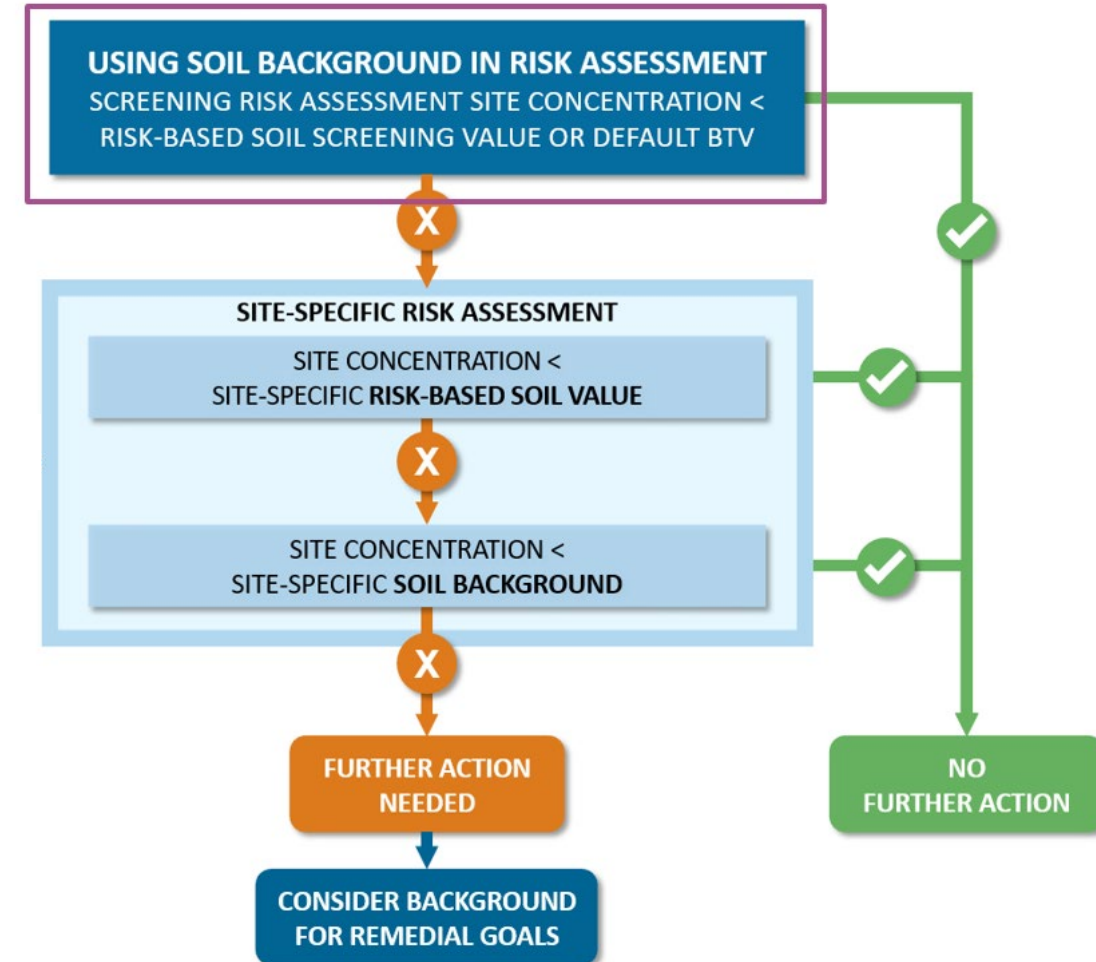 USING SOIL BACKGROUND IN RISK ASSESSMENT
SCREENING RISK ASSESSMENT SITE CONCENTRATION <
RISK-BASED SOIL SCREENING VALUE OR DEFAULT BTV
X
SITE-SPECIFIC RISK ASSESSMENT
SITE CONCENTRATION <
SITE-SPECIFIC RISK-BASED SOIL VALUE
X
SITE CONCENTRATION <
SITE-SPECIFIC SOIL BACKGROUND
X
FURTHER ACTION
NEEDED
NO
FURTHER ACTION
CONSIDER BACKGROUND
FOR REMEDIAL GOALS